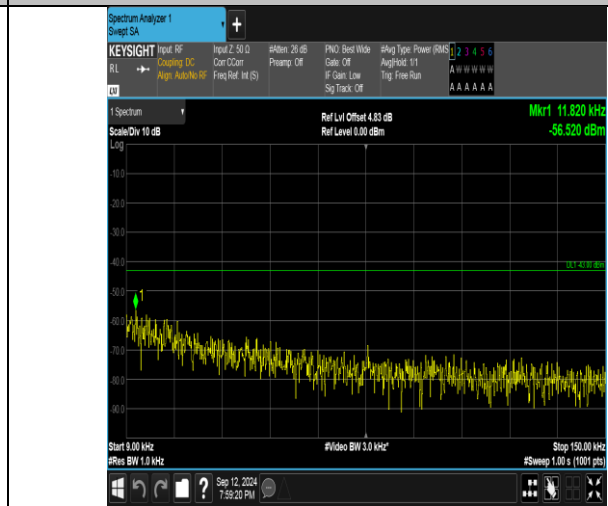 Spectrum Analyzer 1
Swept SA
+
KEYSIGHT Input: RF Input Z: 50 Ω #Atten: 26 dB PNO: Best Wide #Avg Type: Power (RMS 1 2 3 4 5 6
RL Coupling: DC Corr CCorr Preamp: Off Gate: Off Avg|Hold: 1/1 A W W W W W
Align: Auto/No RF Freq Ref: Int (S) IF Gain: Low Trig: Free Run
LXI Sig Track: Off A A A A A A
1 Spectrum Ref Lvl Offset 4.83 dB Mkr1 11.820 kHz
Scale/Div 10 dB Ref Level 0.00 dBm -56.520 dBm
Log
-10.0
-20.0
-30.0
-40.0
DL1 -43.00 dBm
1
-50.0
-60.0
-70.0
-80.0
-90.0
Start 9.00 kHz #Video BW 3.0 kHz* Stop 150.00 kHz
#Res BW 1.0 kHz #Sweep 1.00 s (1001 pts)
? Sep 12, 2024
7:59:20 PM